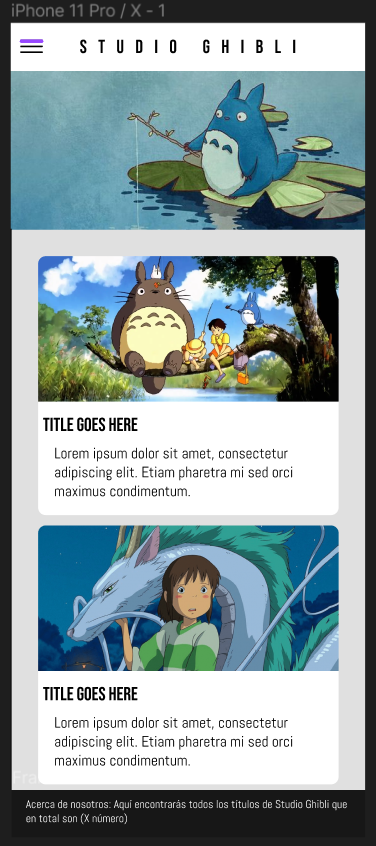 iPhone 11 Pro / X - 1
STUDIO GHIBLI
TITLE GOES HERE
Lorem ipsum dolor sit amet, consectetur
adipiscing elit. Etiam pharetra mi sed orci
maximus condimentum.
TITLE GOES HERE
Lorem ipsum dolor sit amet, consectetur
adipiscing elit. Etiam pharetra mi sed orci
maximus condimentum.
Fra
Acerca de nosotros: Aquí encontrarás todos los títulos de Studio Ghibli que
en total son (X número)